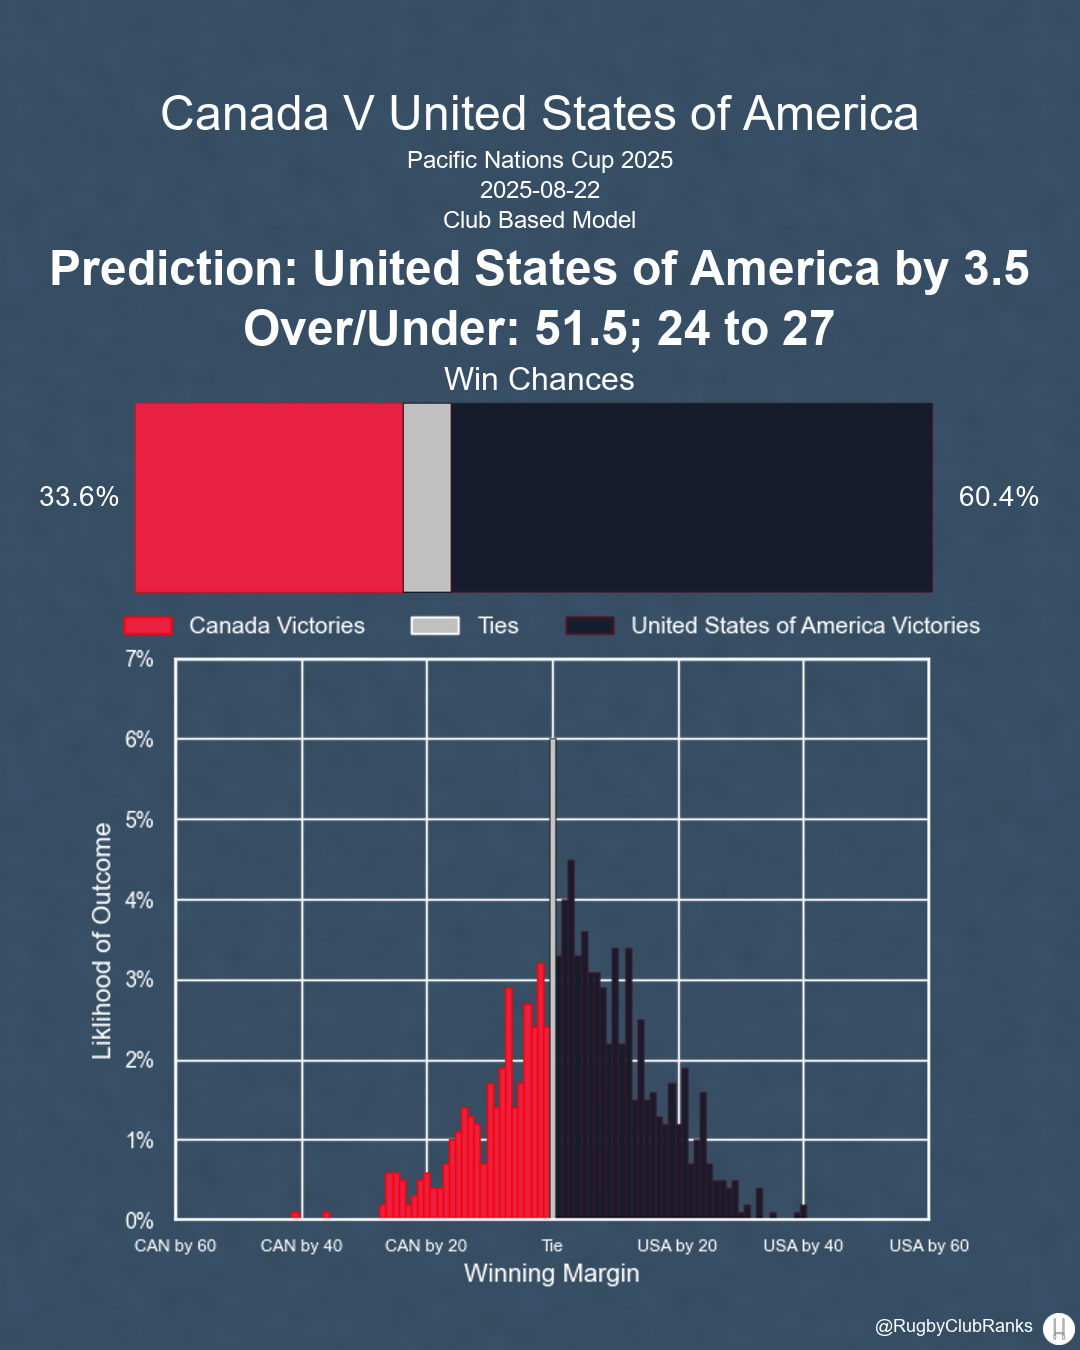 Canada V United States of America
Pacific Nations Cup 2025
2025-08-22
Club Based Model
Prediction: United States of America by 3.5
Over/Under: 51.5; 24 to 27
Win Chances
33.6%
60.4%
Canada Victories
Ties
United States of America Victories
7%
6%
5%
4%
3%
2%
1%
0%
Liklihood of Outcome
CAN by 60
CAN by 40
CAN by 20
Tie
USA by 20
USA by 40
USA by 60
Winning Margin
@RugbyClubRanks